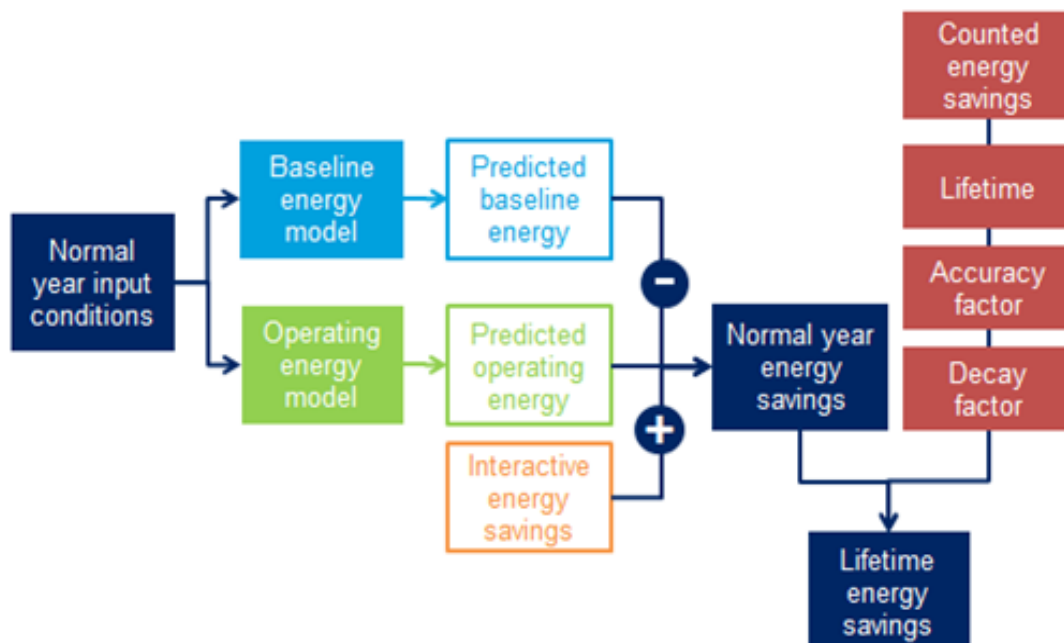 Counted
energy
savings
Lifetime
Accuracy
factor
Decay
factor
Normal
year input
conditions
Baseline
energy
model
Predicted
baseline
energy
-
Operating
energy
model
Predicted
operating
energy
+
Interactive
energy
savings
Normal year
energy
savings
Lifetime
energy
savings